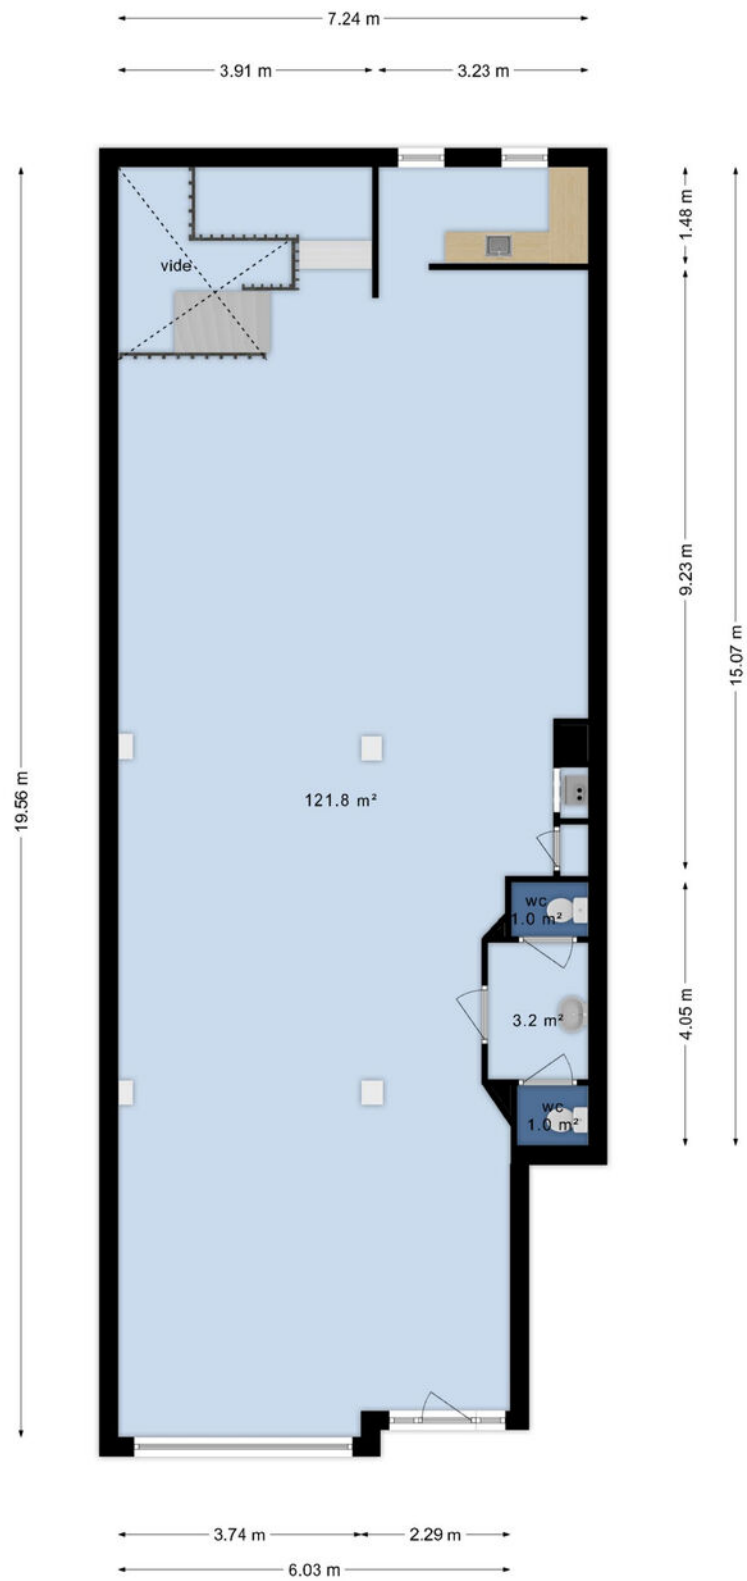 7.24 m
3.91 m
3.23 m
1.48 m
vide
9.23 m
15.07 m
19.56 m
121.8 m²
wc
1.0 m²
3.2 m²
4.05 m
wc
1.0 m²
3.74 m
2.29 m
6.03 m